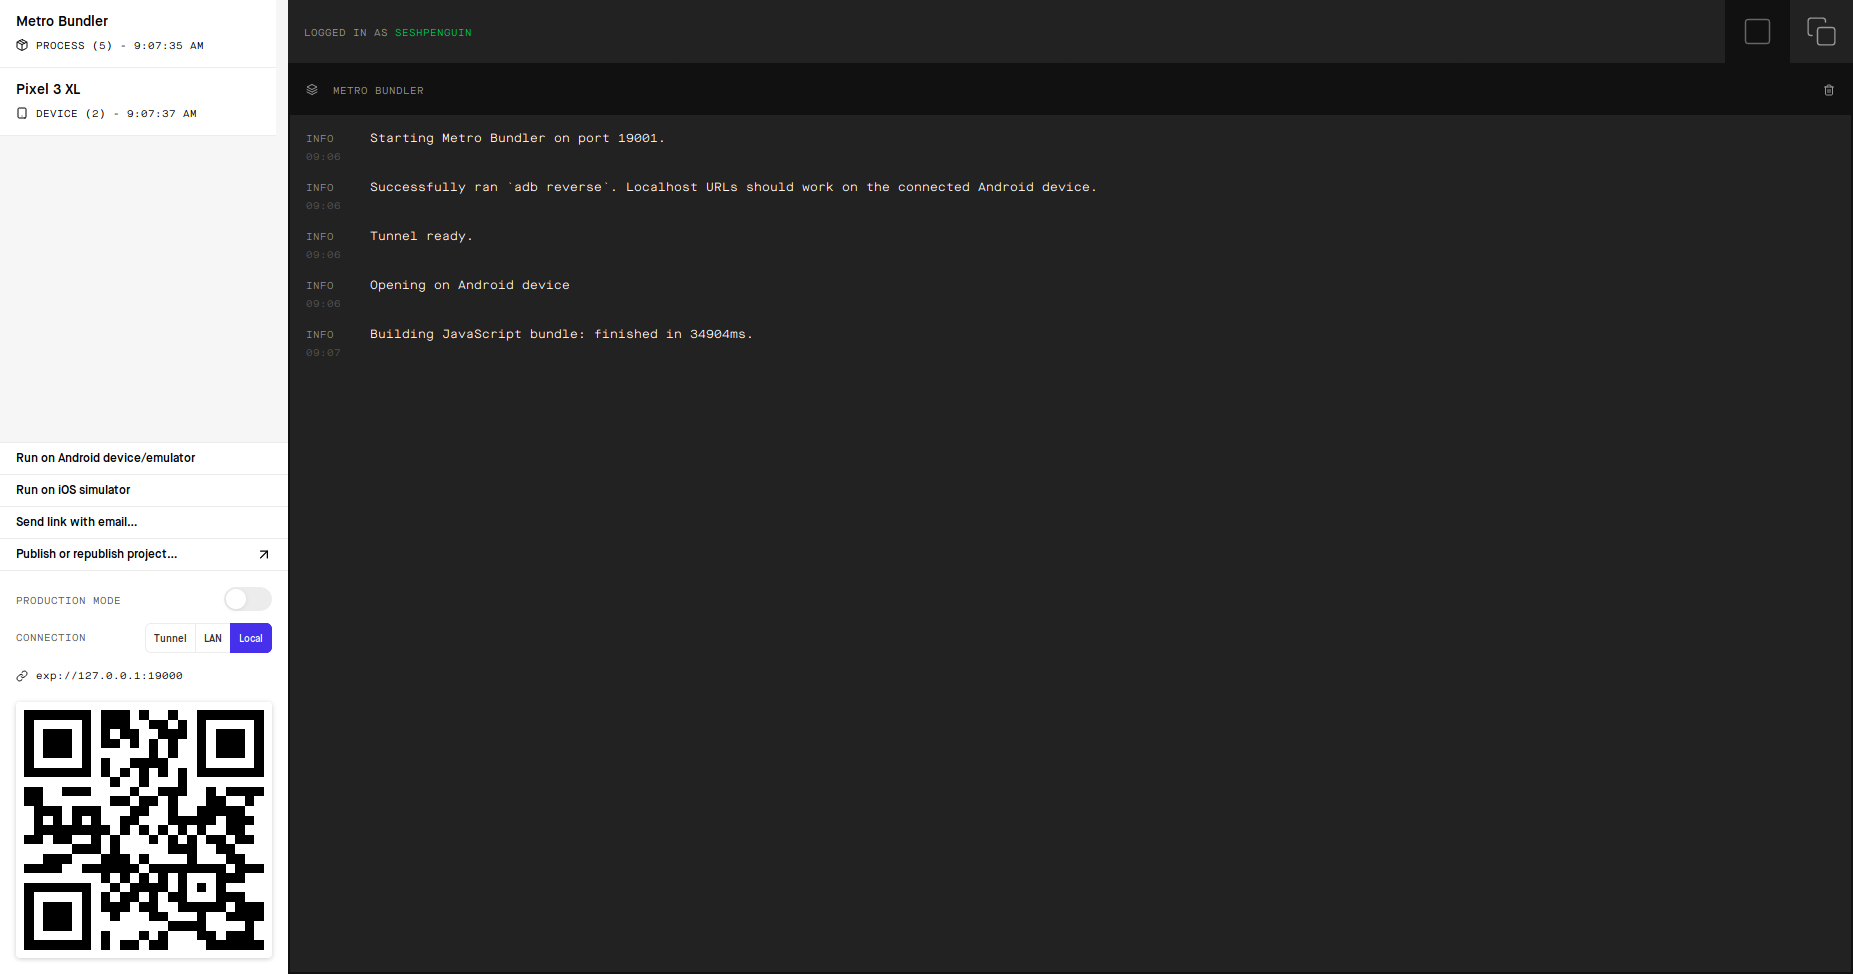 Metro Bundler
PROCESS (5) - 9:07:35 AM
Pixel 3 XL
DEVICE (2) - 9:07:37 AM
Run on Android device/emulator
Run on iOS simulator
Send link with email...
Publish or republish project...
PRODUCTION MODE
CONNECTION Tunnel LAN Local
exp://127.0.0.1:19000
LOGGED IN AS SESHPENGUIN
METRO BUNDLER
INFO Starting Metro Bundler on port 19001.
09:06
INFO Successfully ran `adb reverse`. Localhost URLs should work on the connected Android device.
09:06
INFO Tunnel ready.
09:06
INFO Opening on Android device
09:06
INFO Building JavaScript bundle: finished in 34904ms.
09:07